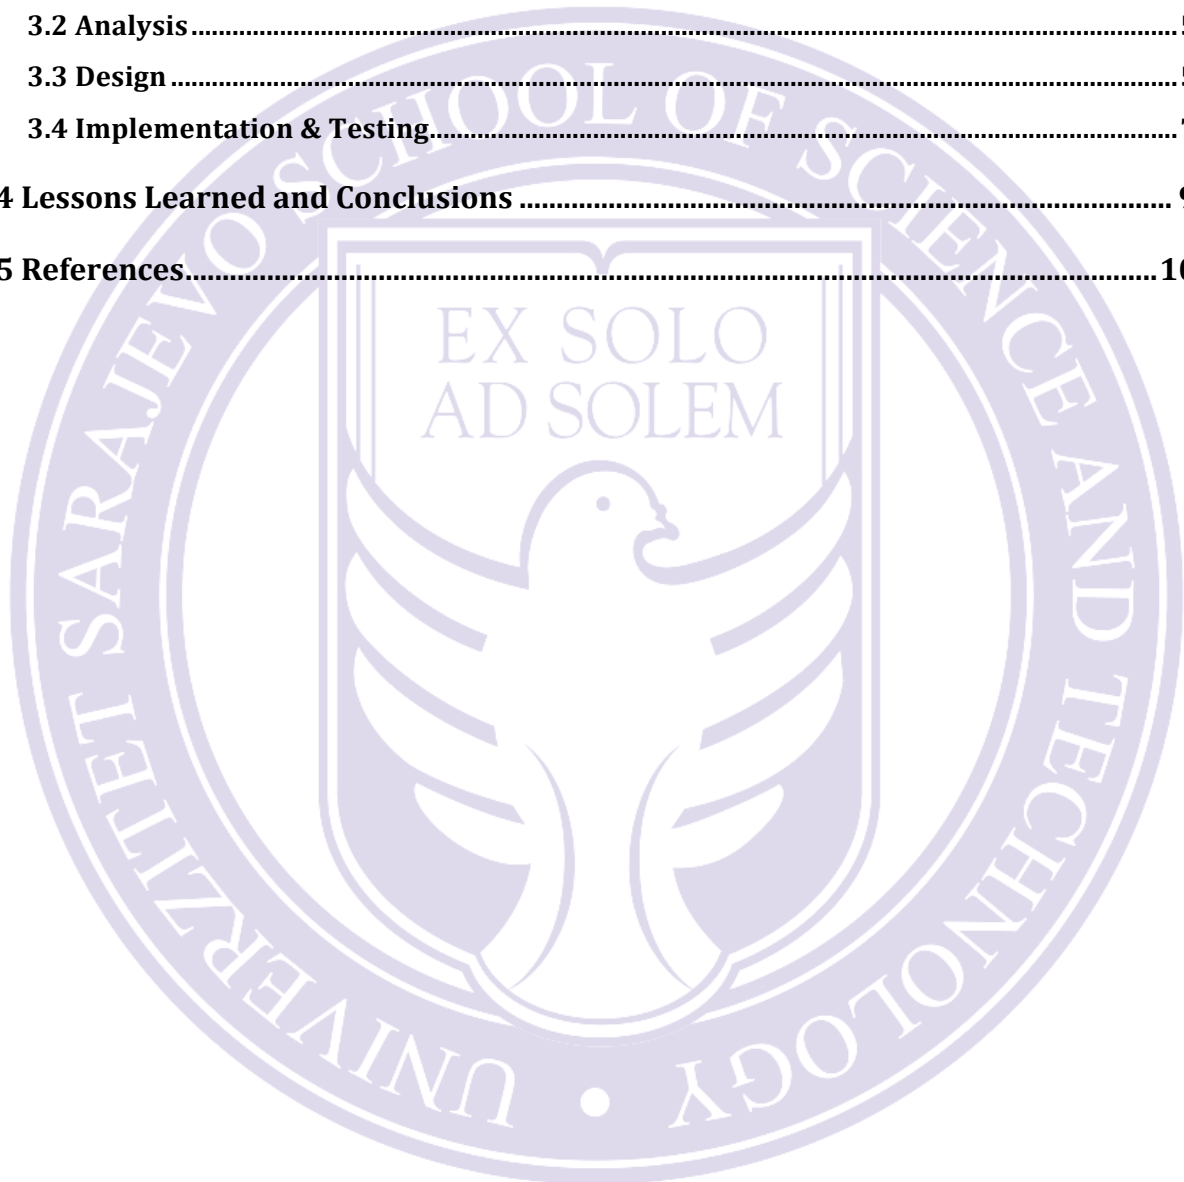 3.2 Analysis
3.3 Design
3.4 Implementation & Testing
4 Lessons Learned and Conclusions
5 References
UNIVERZITET SARAJEVO SCHOOL OF SCIENCE AND TECHNOLOGY
EX SOLO
AD SOLEM